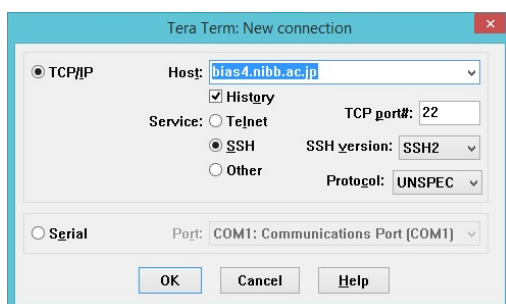 Tera Term: New connection
×
TCP/IP Host: bias4.nibb.ac.jp
History
Service: Telnet TCP port#: 22
SSH SSH version: SSH2
Other Protocol: UNSPEC
Serial Port: COM1: Communications Port (COM1)
OK Cancel Help